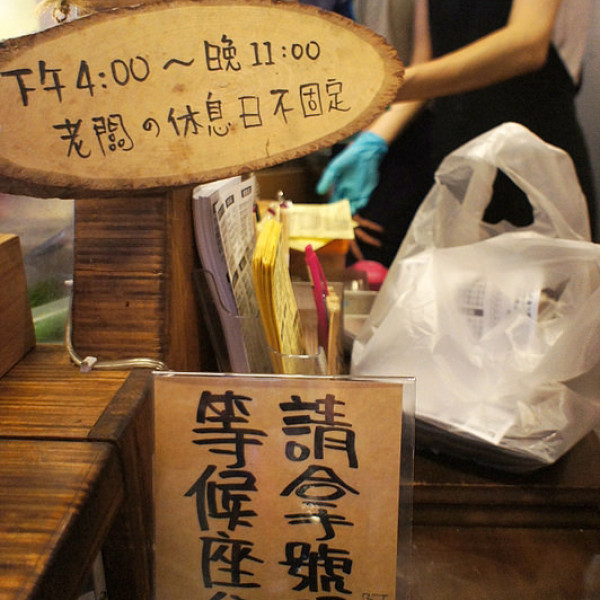 下午4:00～晚11:00
老闆の休息日不固定
請拿號
等候座